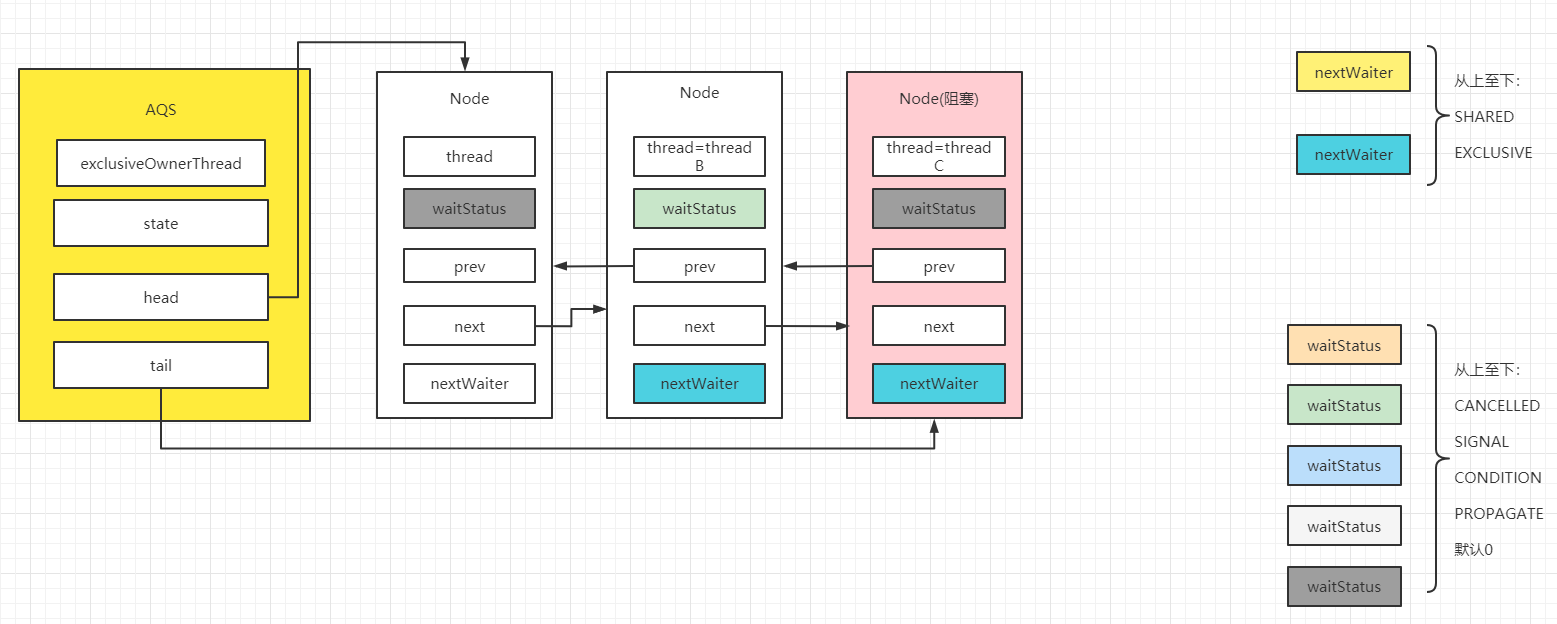 AQS
exclusiveOwnerThread
state
head
tail
Node
thread
waitStatus
prev
next
nextWaiter
Node
thread=thread
B
waitStatus
prev
next
nextWaiter
Node(阻塞)
thread=thread
C
waitStatus
prev
next
nextWaiter
nextWaiter
nextWaiter
从上至下:
SHARED
EXCLUSIVE
waitStatus
waitStatus
waitStatus
waitStatus
waitStatus
从上至下:
CANCELLED
SIGNAL
CONDITION
PROPAGATE
默认0